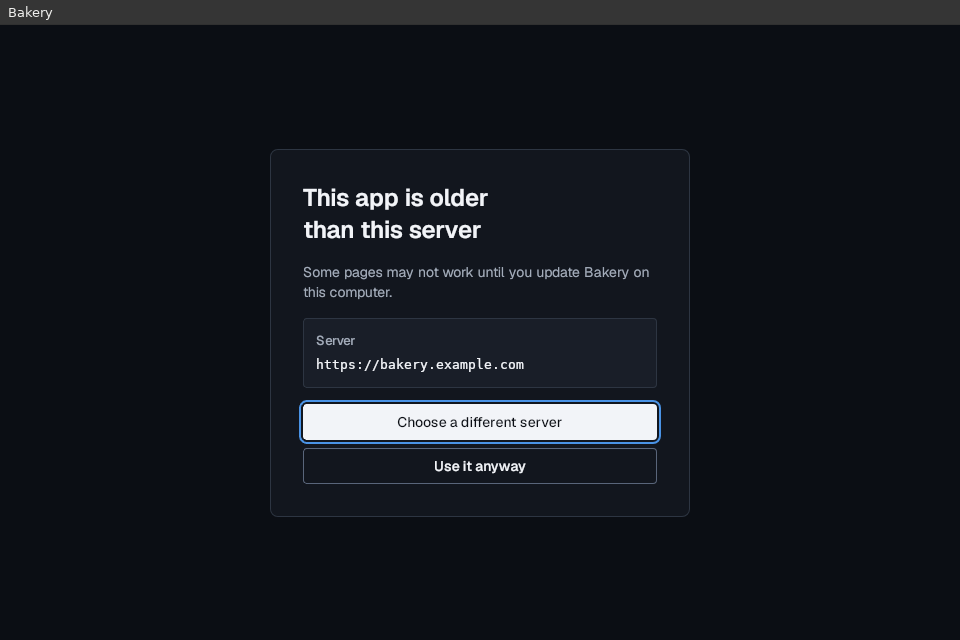 Bakery
This app is older
than this server
Some pages may not work until you update Bakery on
this computer.
Server
https://bakery.example.com
Choose a different server
Use it anyway